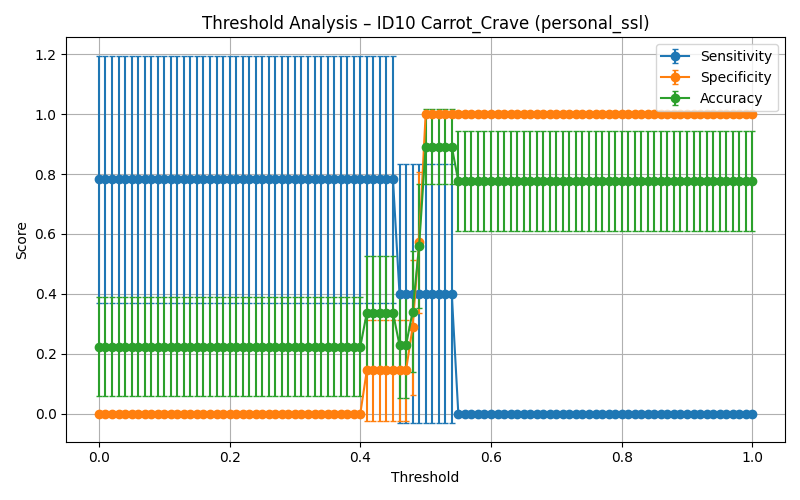 Threshold Analysis – ID10 Carrot_Crave (personal_ssl)
Sensitivity
Specificity
Accuracy
Score
1.2
1.0
0.8
0.6
0.4
0.2
0.0
0.0 0.2 0.4 0.6 0.8 1.0
Threshold